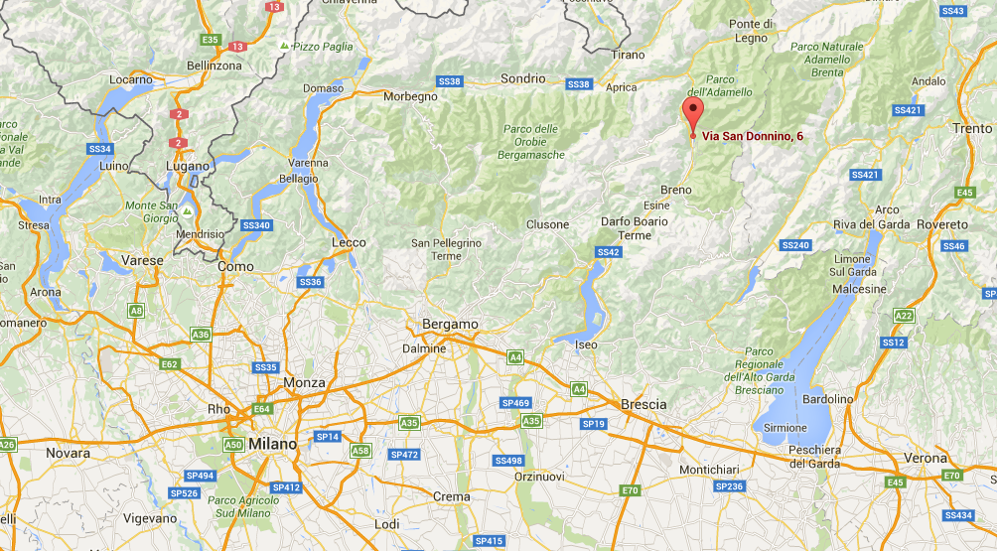 13
Chiavenna
SS43
E35
13
Pizzo Paglia
Ponte di
Legno
Bellinzona
Tirano
Parco Naturale
Adamello
Brenta
Locarno
Domaso
SS38
Sondrio
SS38
Aprica
Parco
dell'Adamello
Andalo
Morbegno
2
SS421
Via San Donnino, 6
Trento
Parco delle
Orobie
Bergamasche
SS34
2
Luino
Lugano
Varenna
Bellagio
SS421
Breno
E45
Intra
Stresa
Monte San
Giorgio
Esine
Arco
Riva del Garda
Rovereto
Mendrisio
SS340
Clusone
Darfo Boario
Terme
Lecco
San Pellegrino
Terme
SS240
SS46
SS42
Varese
Como
Limone
Sul Garda
Malcesine
Arona
SS36
A8
A22
SP
Bergamo
A36
Dalmine
Iseo
SS12
E62
A4
Parco
Regionale
dell'Alto Garda
Bresciano
SS35
Monza
A4
Rho
E64
SP469
Brescia
Bardolino
A35
A35
SP19
Sirmione
A26
A50
Milano
SP14
A58
SP472
SS498
Peschiera
del Garda
Novara
Verona
SP494
SP412
Orzinuovi
Montichiari
E45
E70
SP526
Parco Agricolo
Sud Milano
Crema
E70
SP236
Vigevano
Lodi
SS434
SP415